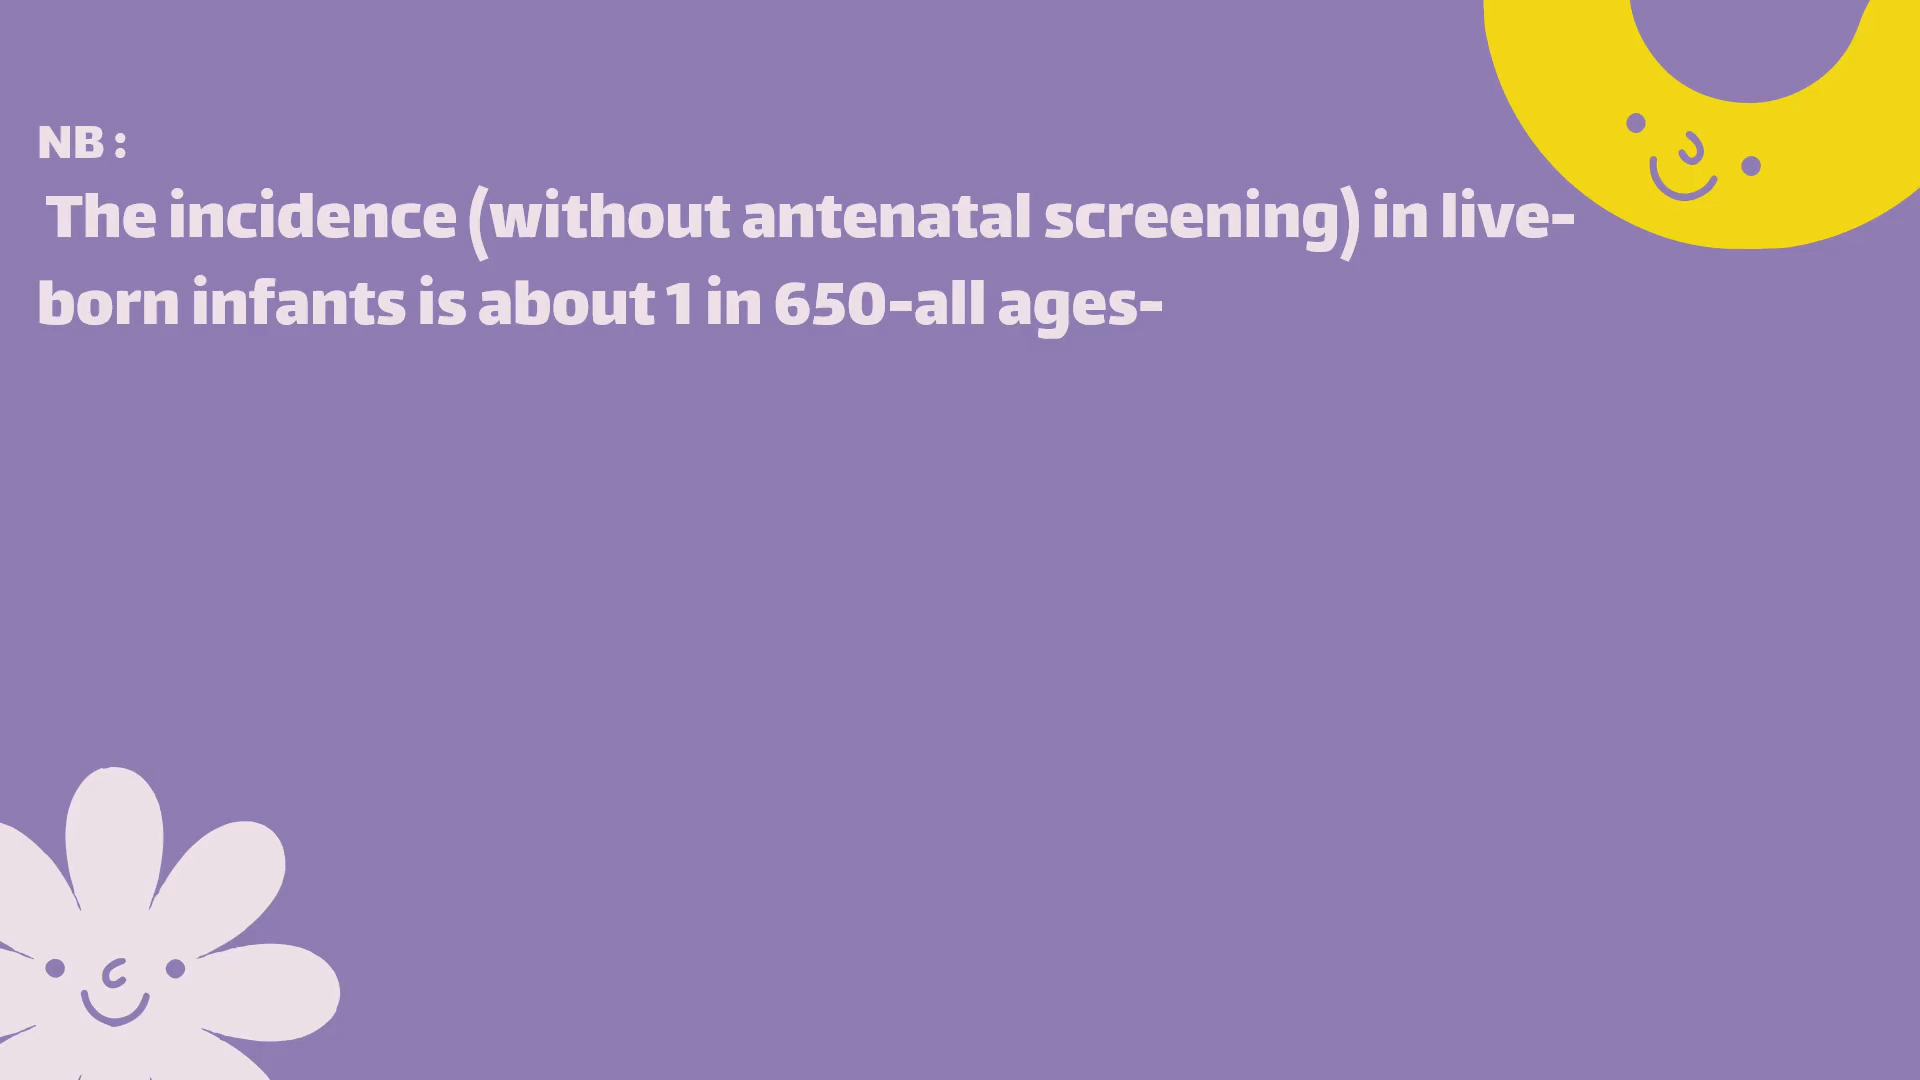 NB :
The incidence (without antenatal screening) in live-
born infants is about 1 in 650-all ages-